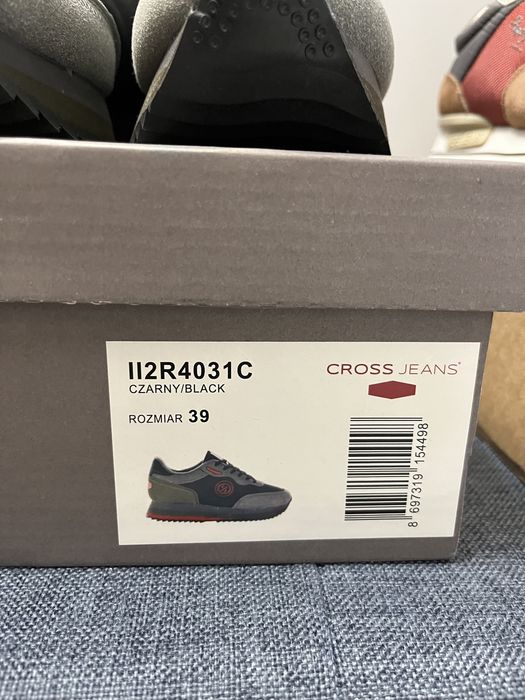 II2R4031C
CZARNY/BLACK
ROZMIAR 39
CROSS JEANS®
8 697319 154498